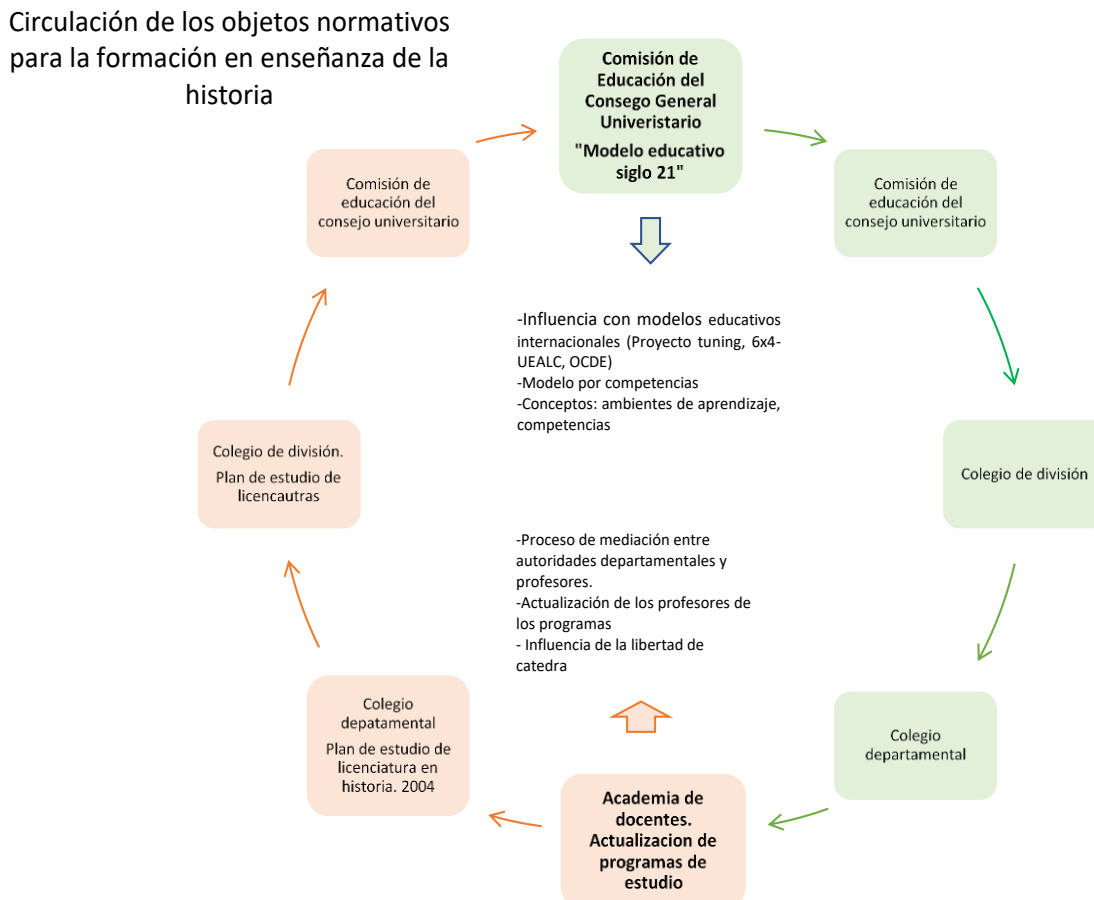 Circulación de los objetos normativos
para la formación en enseñanza de la
historia
Comisión de
Educación del
Consego General
Univeristario
"Modelo educativo
siglo 21"
Comisión de
educación del
consejo universitario
Comisión de
educación del
consejo universitario
-Influencia con modelos educativos
internacionales (Proyecto tuning, 6x4-
UEALC, OCDE)
-Modelo por competencias
-Conceptos: ambientes de aprendizaje,
competencias
Colegio de división.
Plan de estudio de
licencautras
Colegio de división
-Proceso de mediación entre
autoridades departamentales y
profesores.
-Actualización de los profesores de
los programas
- Influencia de la libertad de
catedra
Colegio
depatamental
Plan de estudio de
licenciatura en
historia. 2004
Colegio
departamental
Academia de
docentes.
Actualizacion de
programas de
estudio